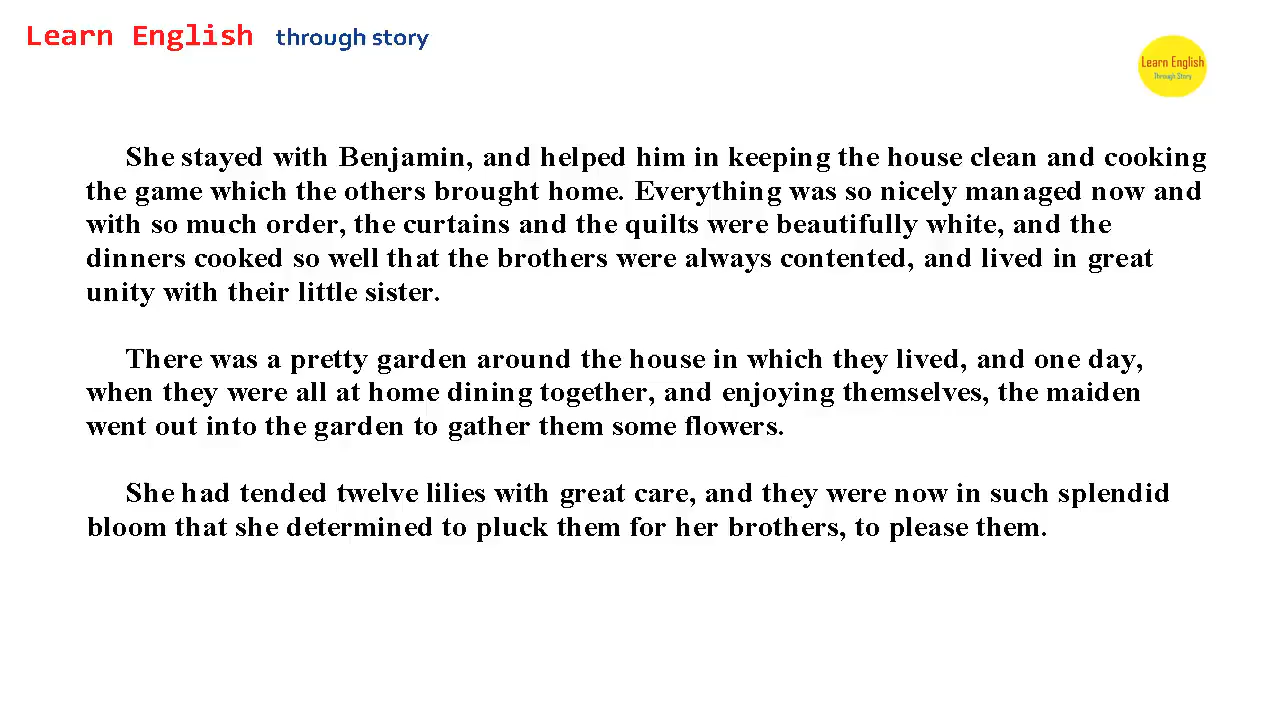 Learn English through story
Learn English
Through Story
She stayed with Benjamin, and helped him in keeping the house clean and cooking
the game which the others brought home. Everything was so nicely managed now and
with so much order, the curtains and the quilts were beautifully white, and the
dinners cooked so well that the brothers were always contented, and lived in great
unity with their little sister.
There was a pretty garden around the house in which they lived, and one day,
when they were all at home dining together, and enjoying themselves, the maiden
went out into the garden to gather them some flowers.
She had tended twelve lilies with great care, and they were now in such splendid
bloom that she determined to pluck them for her brothers, to please them.